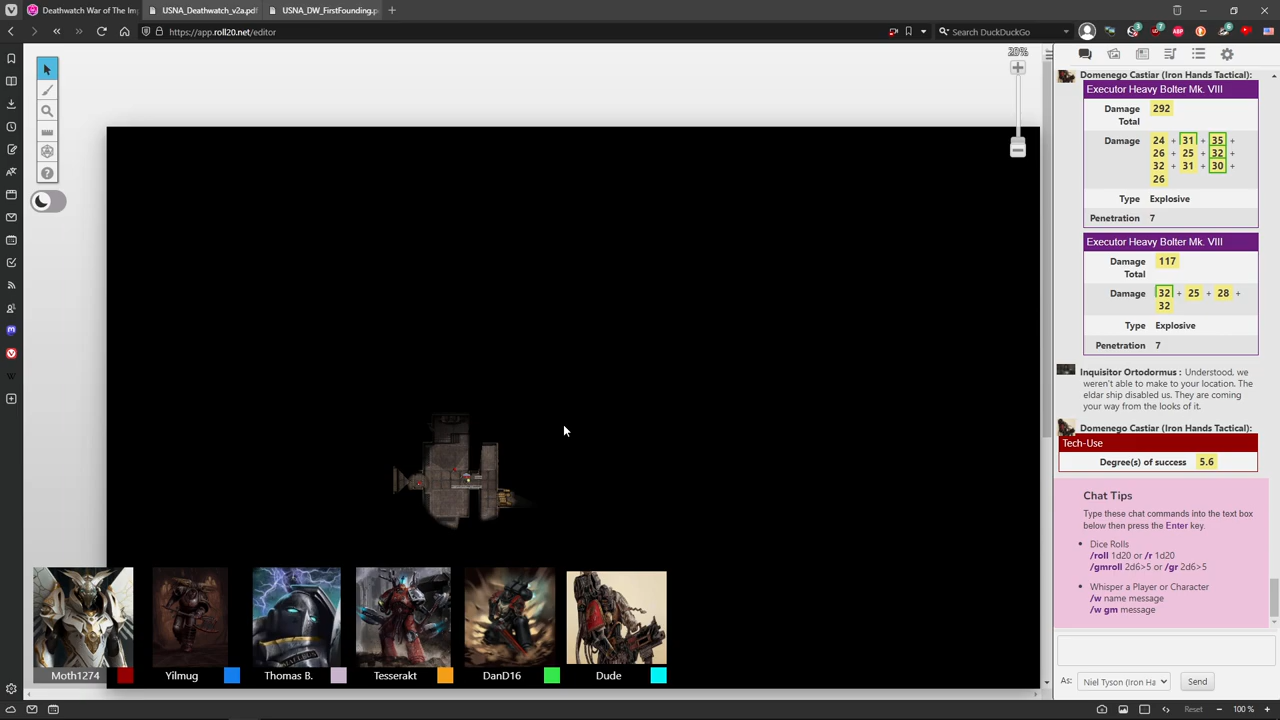 Deatchwatch War of The Imp
USNA_Deathwatch_v2a.pdf
USNA_DW_FirstFounding.p
https://app.roll20.net/editor
Search DuckDuckGo
28%
Domenego Castiar (Iron Hands Tactical):
Executor Heavy Bolter Mk. VIII
Damage Total 292
Damage 24 + 31 + 35 +
26 + 25 + 32 +
32 + 31 + 30 +
26
Type Explosive
Penetration 7
Executor Heavy Bolter Mk. VIII
Damage Total 117
Damage 32 + 25 + 28 +
32
Type Explosive
Penetration 7
Inquisitor Ortodormus : Understood, we
weren't able to make to your location. The
eldar ship disabled us. They are coming
your way from the looks of it.
Domenego Castiar (Iron Hands Tactical):
Tech-Use
Degree(s) of success 5.6
Chat Tips
Type these chat commands into the text box
below then press the Enter key.
• Dice Rolls
/roll 1d20 or /r 1d20
/gmroll 2d6>5 or /gr 2d6>5
• Whisper a Player or Character
/w name message
/w gm message
Moth1274
Yilmug
Thomas B.
Tesserakt
DanD16
Dude
As: Niel Tyson (Iron Ha
Send
Reset
100 %